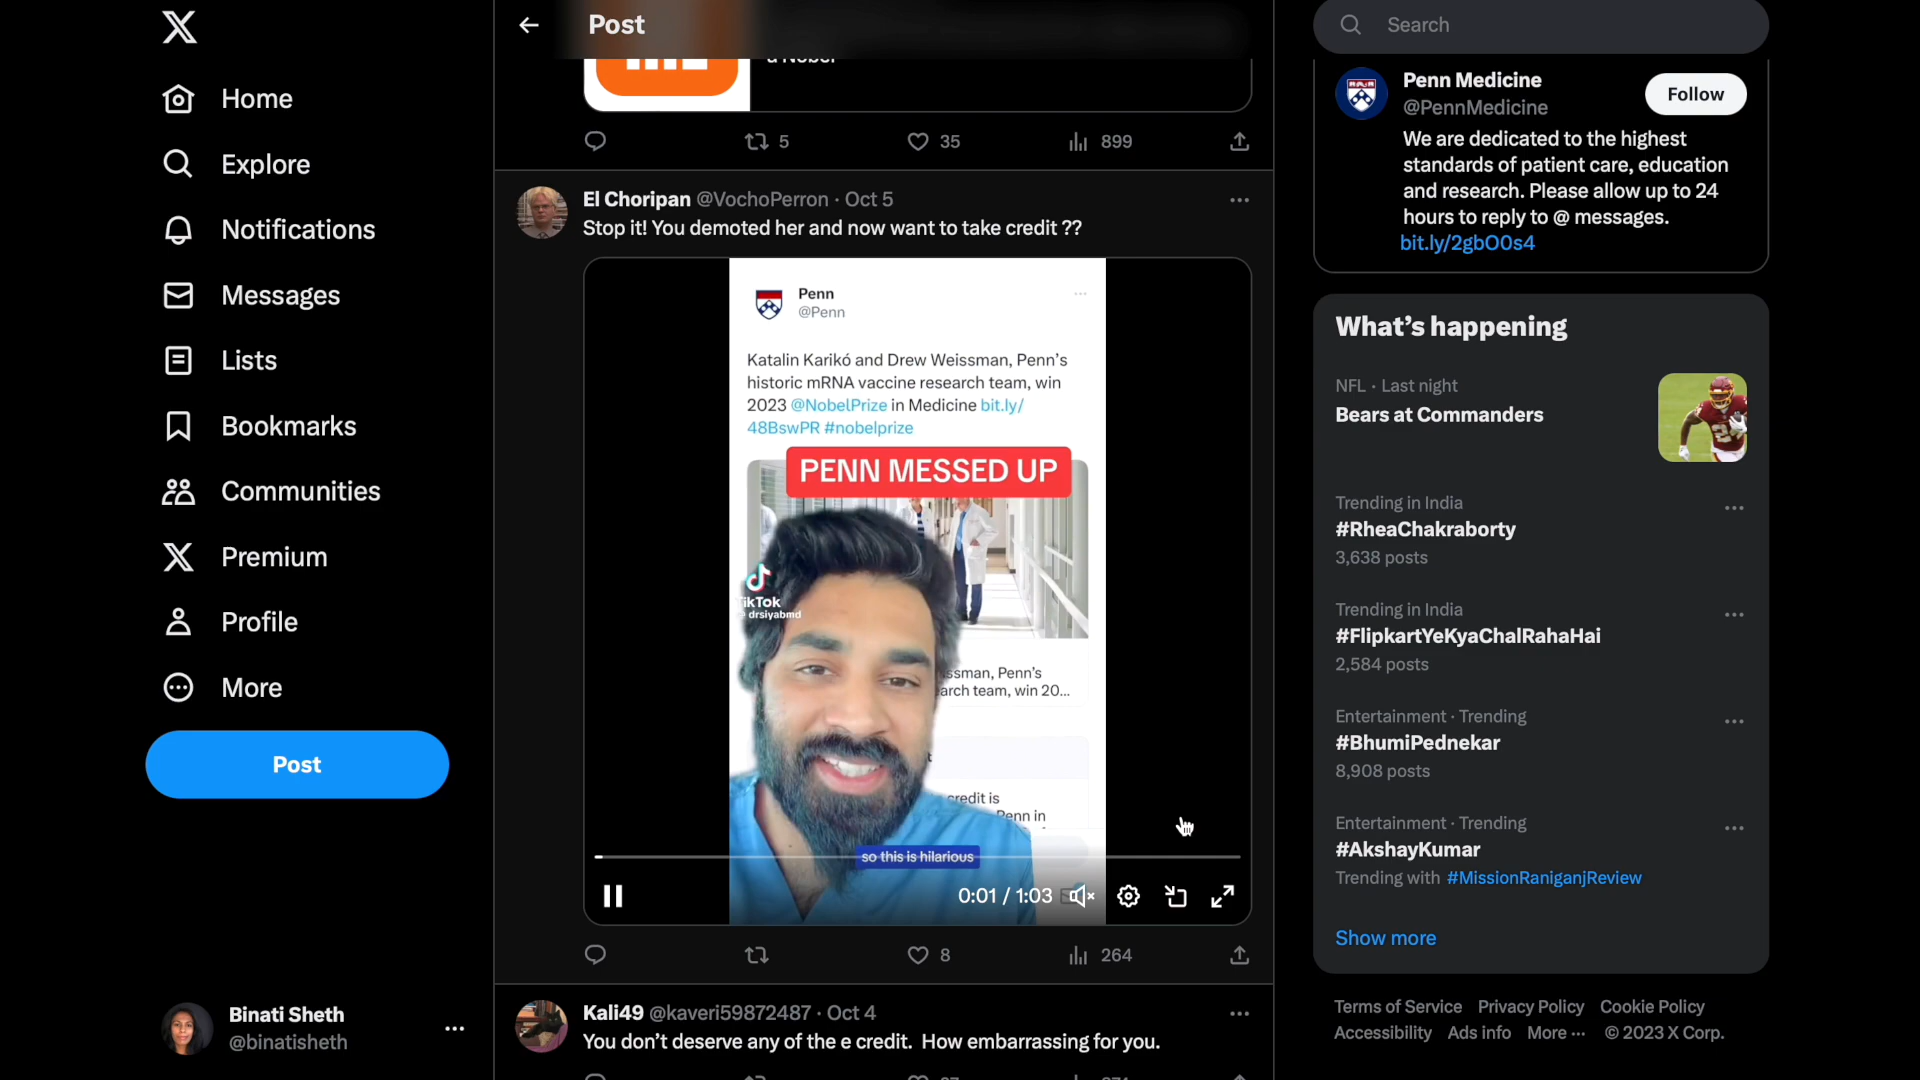 Home
Explore
Notifications
Messages
Lists
Bookmarks
Communities
Premium
Profile
More
Post
Binati Sheth
@binatisheth
Post
a Nobel
5
35
899
El Choripan @VochoPerron · Oct 5
Stop it! You demoted her and now want to take credit ??
Penn
@Penn
Katalin Karikó and Drew Weissman, Penn's
historic mRNA vaccine research team, win
2023 @NobelPrize in Medicine bit.ly/
48BswPR #nobelprize
PENN MESSED UP
TikTok
drsiyabmd
ssman, Penn's
arch team, win 20...
credit is
Penn in
so this is hilarious
0:01 / 1:03
8
264
Kali49 @kaveri59872487 · Oct 4
You don't deserve any of the e credit. How embarrassing for you.
Search
Penn Medicine
@PennMedicine
Follow
We are dedicated to the highest
standards of patient care, education
and research. Please allow up to 24
hours to reply to @ messages.
bit.ly/2gbO0s4
What's happening
NFL · Last night
Bears at Commanders
Trending in India
#RheaChakraborty
3,638 posts
Trending in India
#FlipkartYeKyaChalRahaHai
2,584 posts
Entertainment · Trending
#BhumiPednekar
8,908 posts
Entertainment · Trending
#AkshayKumar
Trending with #MissionRaniganjReview
Show more
Terms of Service Privacy Policy Cookie Policy
Accessibility Ads info More ··· © 2023 X Corp.